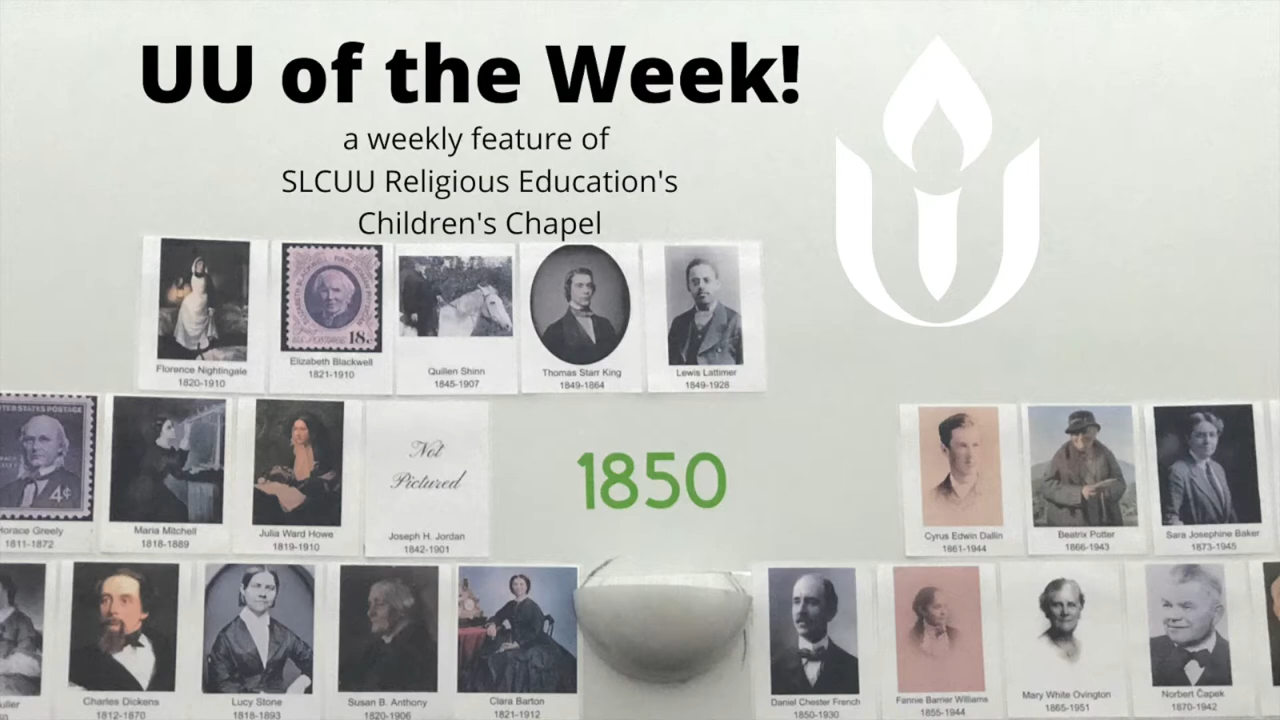 UU of the Week!
a weekly feature of
SLCUU Religious Education's
Children's Chapel
18c
Florence Nightingale
1820-1910
Elizabeth Blackwell
1821-1910
Quillen Shinn
1845-1907
Thomas Starr King
1849-1864
Lewis Lattimer
1849-1928
4¢
Horace Greely
1811-1872
Maria Mitchell
1818-1889
Julia Ward Howe
1819-1910
Not
Pictured
Joseph H. Jordan
1842-1901
1850
Cyrus Edwin Dallin
1861-1944
Beatrix Potter
1866-1943
Sara Josephine Baker
1873-1945
Charles Dickens
1812-1870
Lucy Stone
1818-1893
Susan B. Anthony
1820-1906
Clara Barton
1821-1912
Daniel Chester French
1850-1930
Fannie Barrier Williams
1855-1944
Mary White Ovington
1865-1951
Norbert Čapek
1870-1942